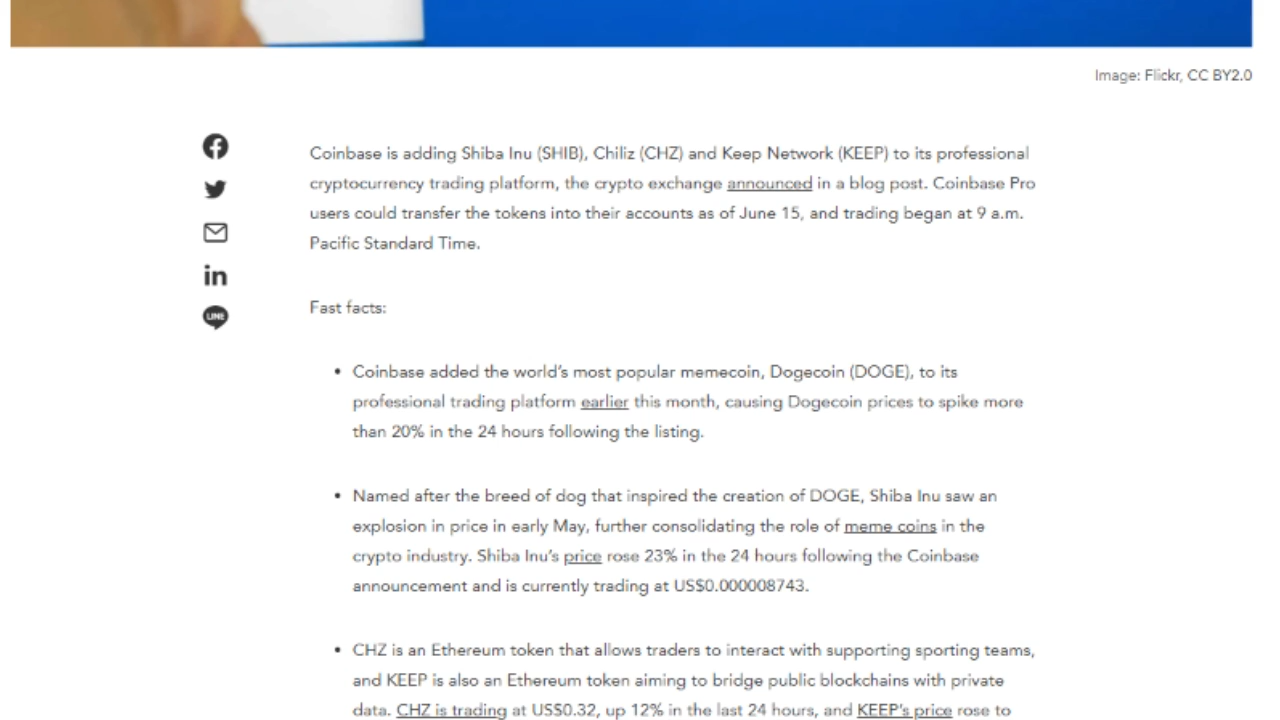 Image: Flickr, CC BY2.0
Coinbase is adding Shiba Inu (SHIB), Chiliz (CHZ) and Keep Network (KEEP) to its professional
cryptocurrency trading platform, the crypto exchange announced in a blog post. Coinbase Pro
users could transfer the tokens into their accounts as of June 15, and trading began at 9 a.m.
Pacific Standard Time.
in
LINE
Fast facts:
• Coinbase added the world's most popular memecoin, Dogecoin (DOGE), to its
professional trading platform earlier this month, causing Dogecoin prices to spike more
than 20% in the 24 hours following the listing.
• Named after the breed of dog that inspired the creation of DOGE, Shiba Inu saw an
explosion in price in early May, further consolidating the role of meme coins in the
crypto industry. Shiba Inu's price rose 23% in the 24 hours following the Coinbase
announcement and is currently trading at US$0.000008743.
• CHZ is an Ethereum token that allows traders to interact with supporting sporting teams,
and KEEP is also an Ethereum token aiming to bridge public blockchains with private
data. CHZ is trading at US$0.32, up 12% in the last 24 hours, and KEEP's price rose to